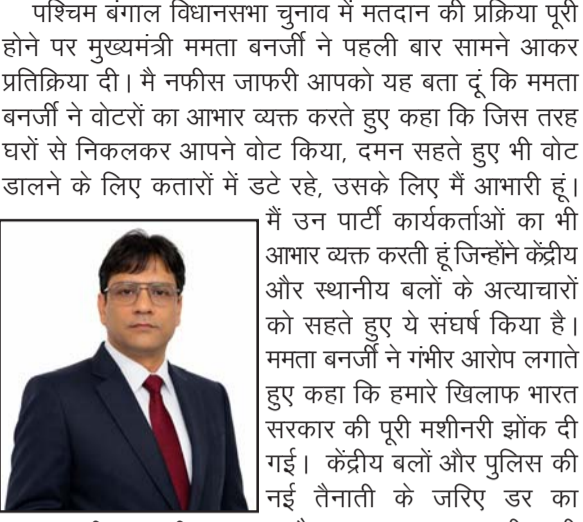 पश्चिम बंगाल विधानसभा चुनाव में मतदान की प्रक्रिया पूरी
होने पर मुख्यमंत्री ममता बनर्जी ने पहली बार सामने आकर
प्रतिक्रिया दी। मै नफीस जाफरी आपको यह बता दूं कि ममता
बनर्जी ने वोटरों का आभार व्यक्त करते हुए कहा कि जिस तरह
घरों से निकलकर आपने वोट किया, दमन सहते हुए भी वोट
डालने के लिए कतारों में डटे रहे, उसके लिए मैं आभारी हूं।
मैं उन पार्टी कार्यकर्ताओं का भी
आभार व्यक्त करती हूं जिन्होंने केंद्रीय
और स्थानीय बलों के अत्याचारों
को सहते हुए ये संघर्ष किया है।
ममता बनर्जी ने गंभीर आरोप लगाते
हुए कहा कि हमारे खिलाफ भारत
सरकार की पूरी मशीनरी झोंक दी
गई। केंद्रीय बलों और पुलिस की
नई तैनाती के जरिए डर का